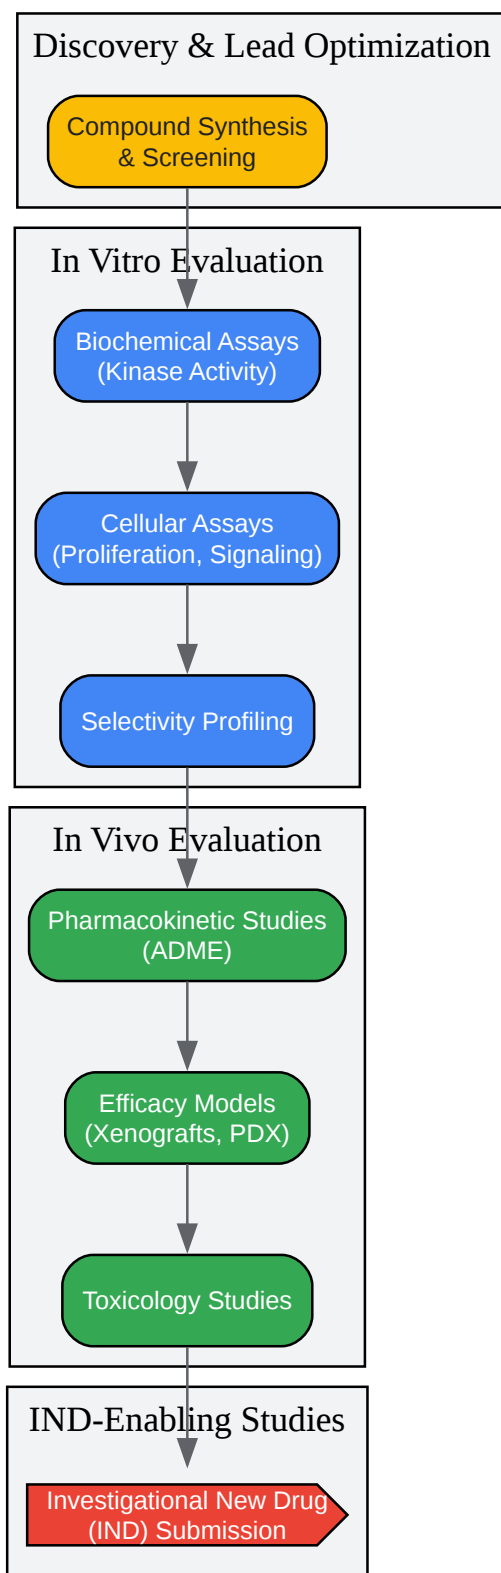 Discovery & Lead Optimization
Compound Synthesis
& Screening
In Vitro Evaluation
Biochemical Assays
(Kinase Activity)
Cellular Assays
(Proliferation, Signaling)
Selectivity Profiling
In Vivo Evaluation
Pharmacokinetic Studies
(ADME)
Efficacy Models
(Xenografts, PDX)
Toxicology Studies
IND-Enabling Studies
Investigational New Drug
(IND) Submission